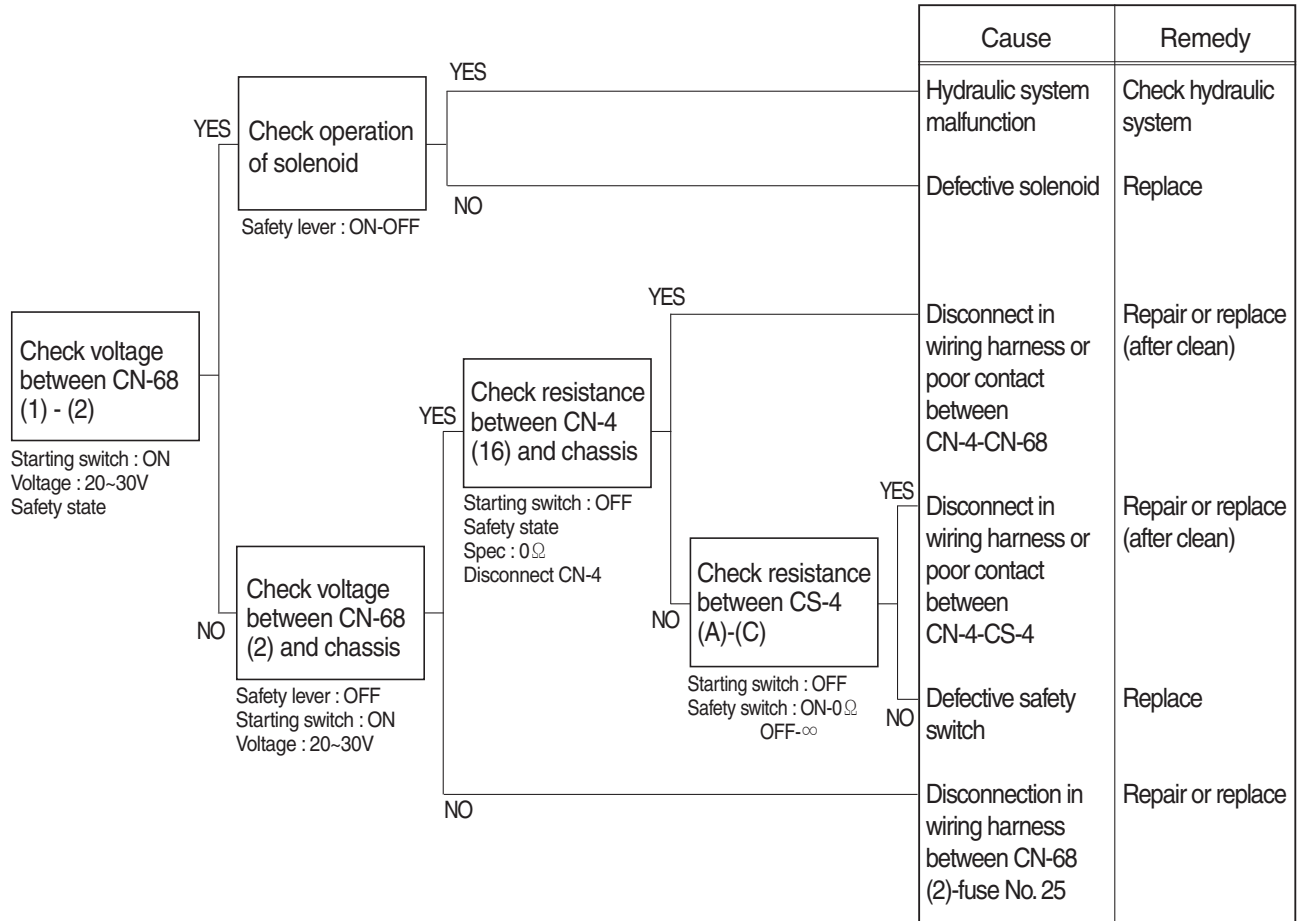 Cause
Remedy
YES
Hydraulic system
malfunction
Check hydraulic
system
YES
Check operation
of solenoid
NO
Defective solenoid
Replace
Safety lever : ON-OFF
YES
Disconnect in
wiring harness or
poor contact
between
CN-4-CN-68
Repair or replace
(after clean)
Check voltage
between CN-68
(1) - (2)
Starting switch : ON
Voltage : 20~30V
Safety state
YES
Check resistance
between CN-4
(16) and chassis
Starting switch : OFF
Safety state
Spec : 0Ω
Disconnect CN-4
YES
Disconnect in
wiring harness or
poor contact
between
CN-4-CS-4
Repair or replace
(after clean)
NO
Check voltage
between CN-68
(2) and chassis
Safety lever : OFF
Starting switch : ON
Voltage : 20~30V
NO
Check resistance
between CS-4
(A)-(C)
Starting switch : OFF
Safety switch : ON-0Ω
OFF-∞
NO
Defective safety
switch
Replace
NO
Disconnection in
wiring harness
between CN-68
(2)-fuse No. 25
Repair or replace